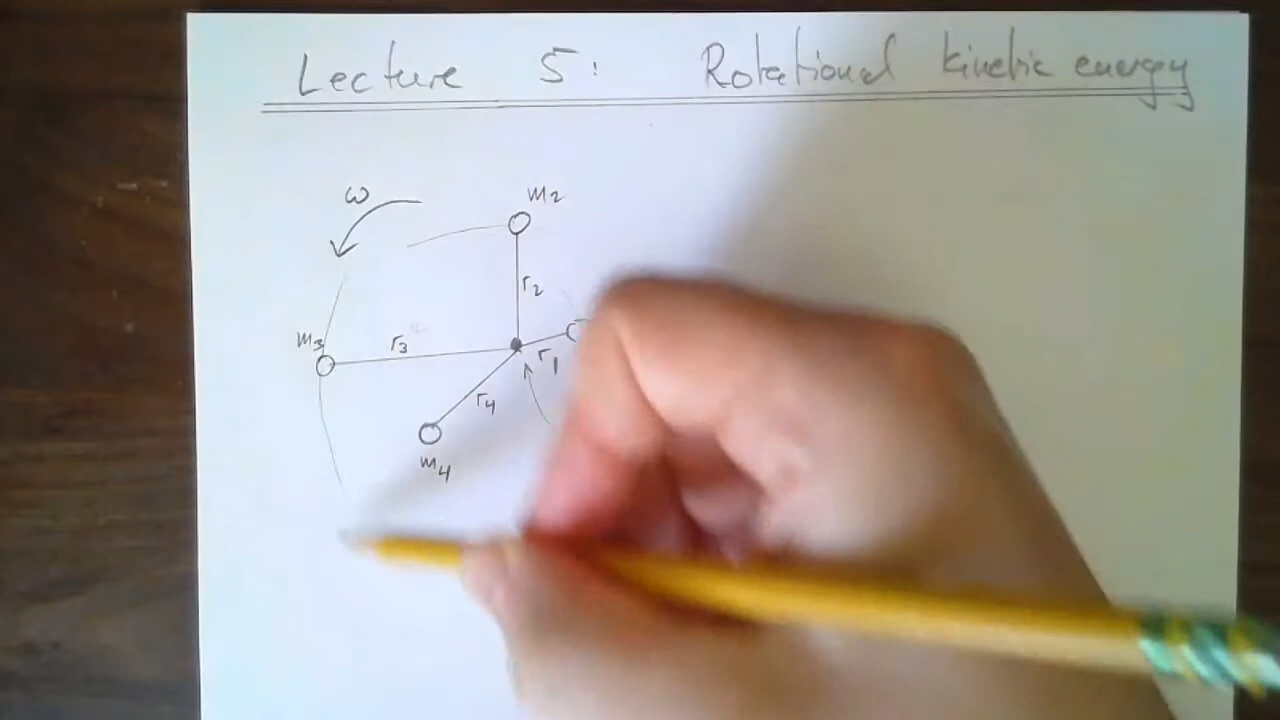 Lecture 5: Rotational kinetic energy
ω
m2
r2
m3
r3
r1
r4
m4